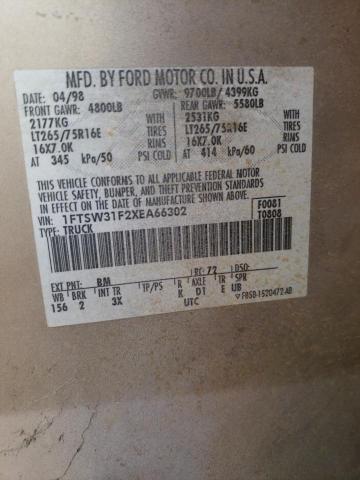 MFD. BY FORD MOTOR CO. IN U.S.A.
DATE: 04/98 GVWR: 9700LB/ 4399KG
FRONT GAWR: 4800LB REAR GAWR: 5580LB
2177KG 2531KG
LT265/75R16E TIRES LT265/75R16E TIRES
16X7.0K RIMS 16X7.0K RIMS
AT 345 kPa/50 PSI COLD AT 414 kPa/60 PSI COLD
THIS VEHICLE CONFORMS TO ALL APPLICABLE FEDERAL MOTOR
VEHICLE SAFETY, BUMPER, AND THEFT PREVENTION STANDARDS
IN EFFECT ON THE DATE OF MANUFACTURE SHOWN ABOVE.
VIN: 1FTSW31F2XEA66302 F0081
TYPE: TRUCK T0808
EXT PNT: BM RC: 72 DSO:
WB BRK INT TR TP/PS R AXLE TR SPR
156 2 3X K D1 E UB
UTC F8SB-1520472-AB